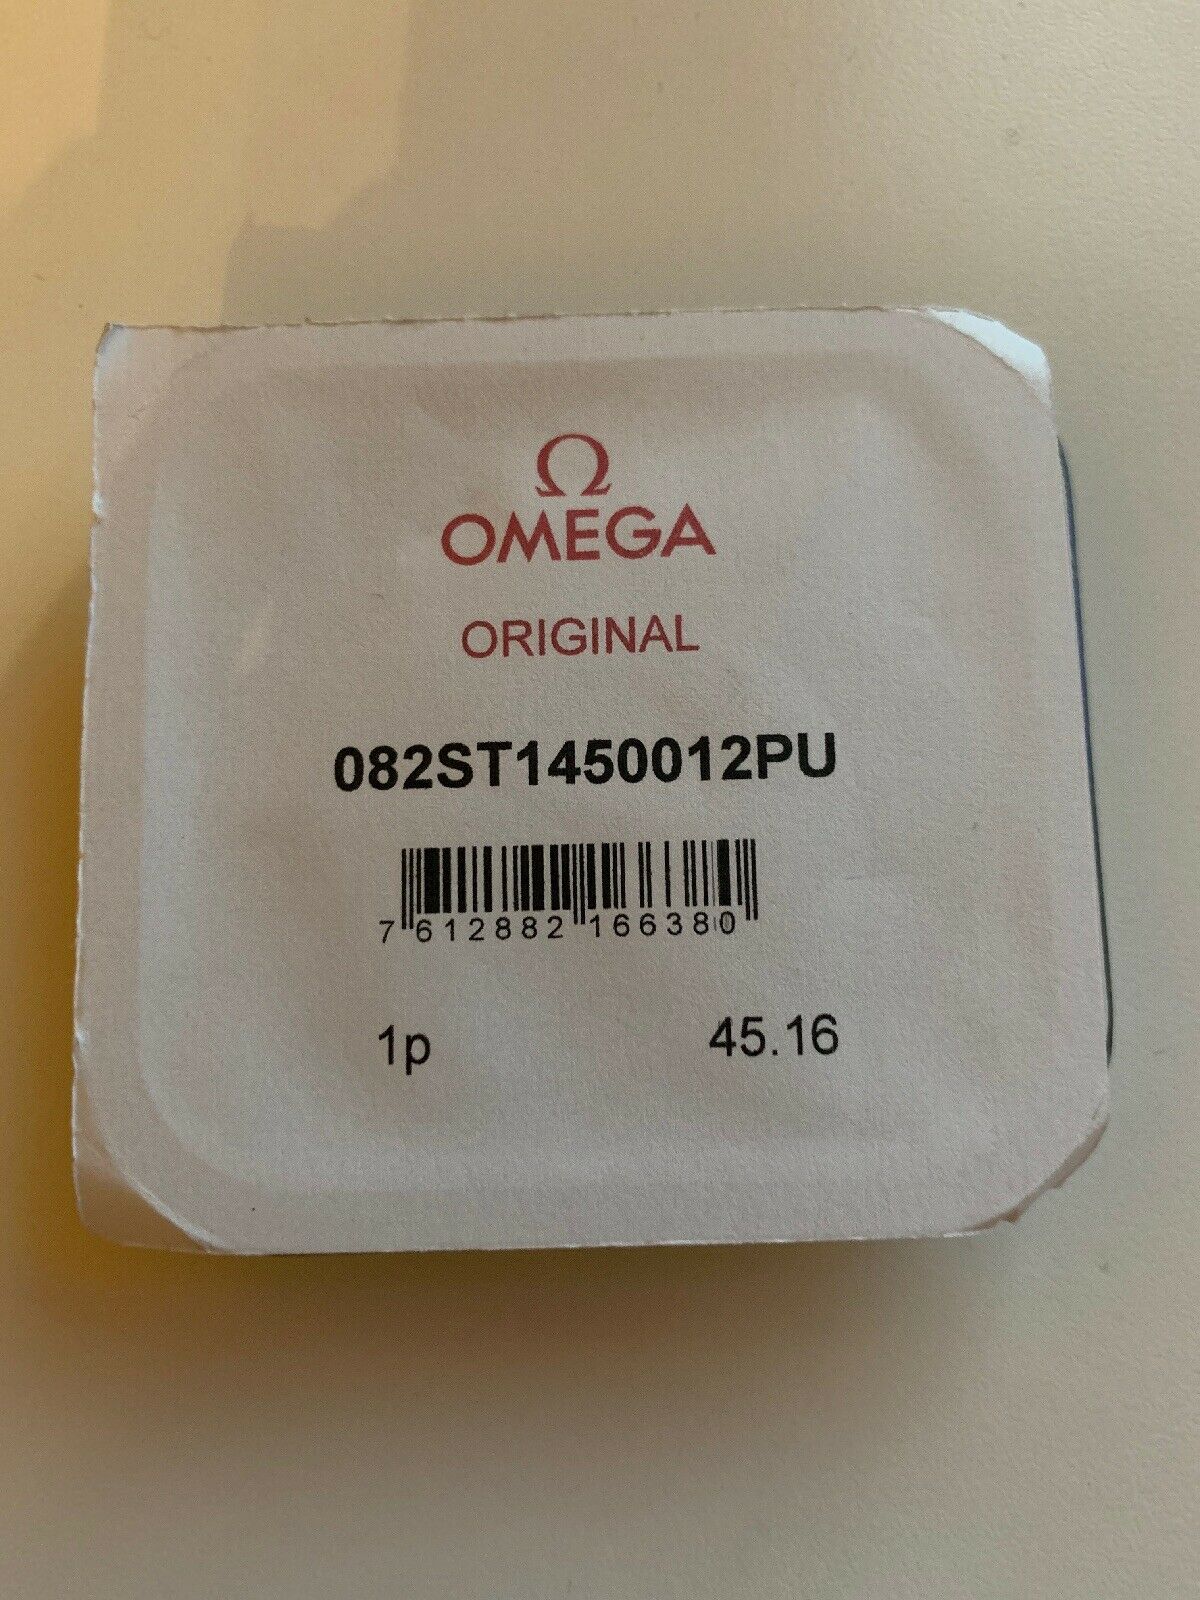 Ω
OMEGA
ORIGINAL
082ST1450012PU
7 612882 166380
1p 45.16